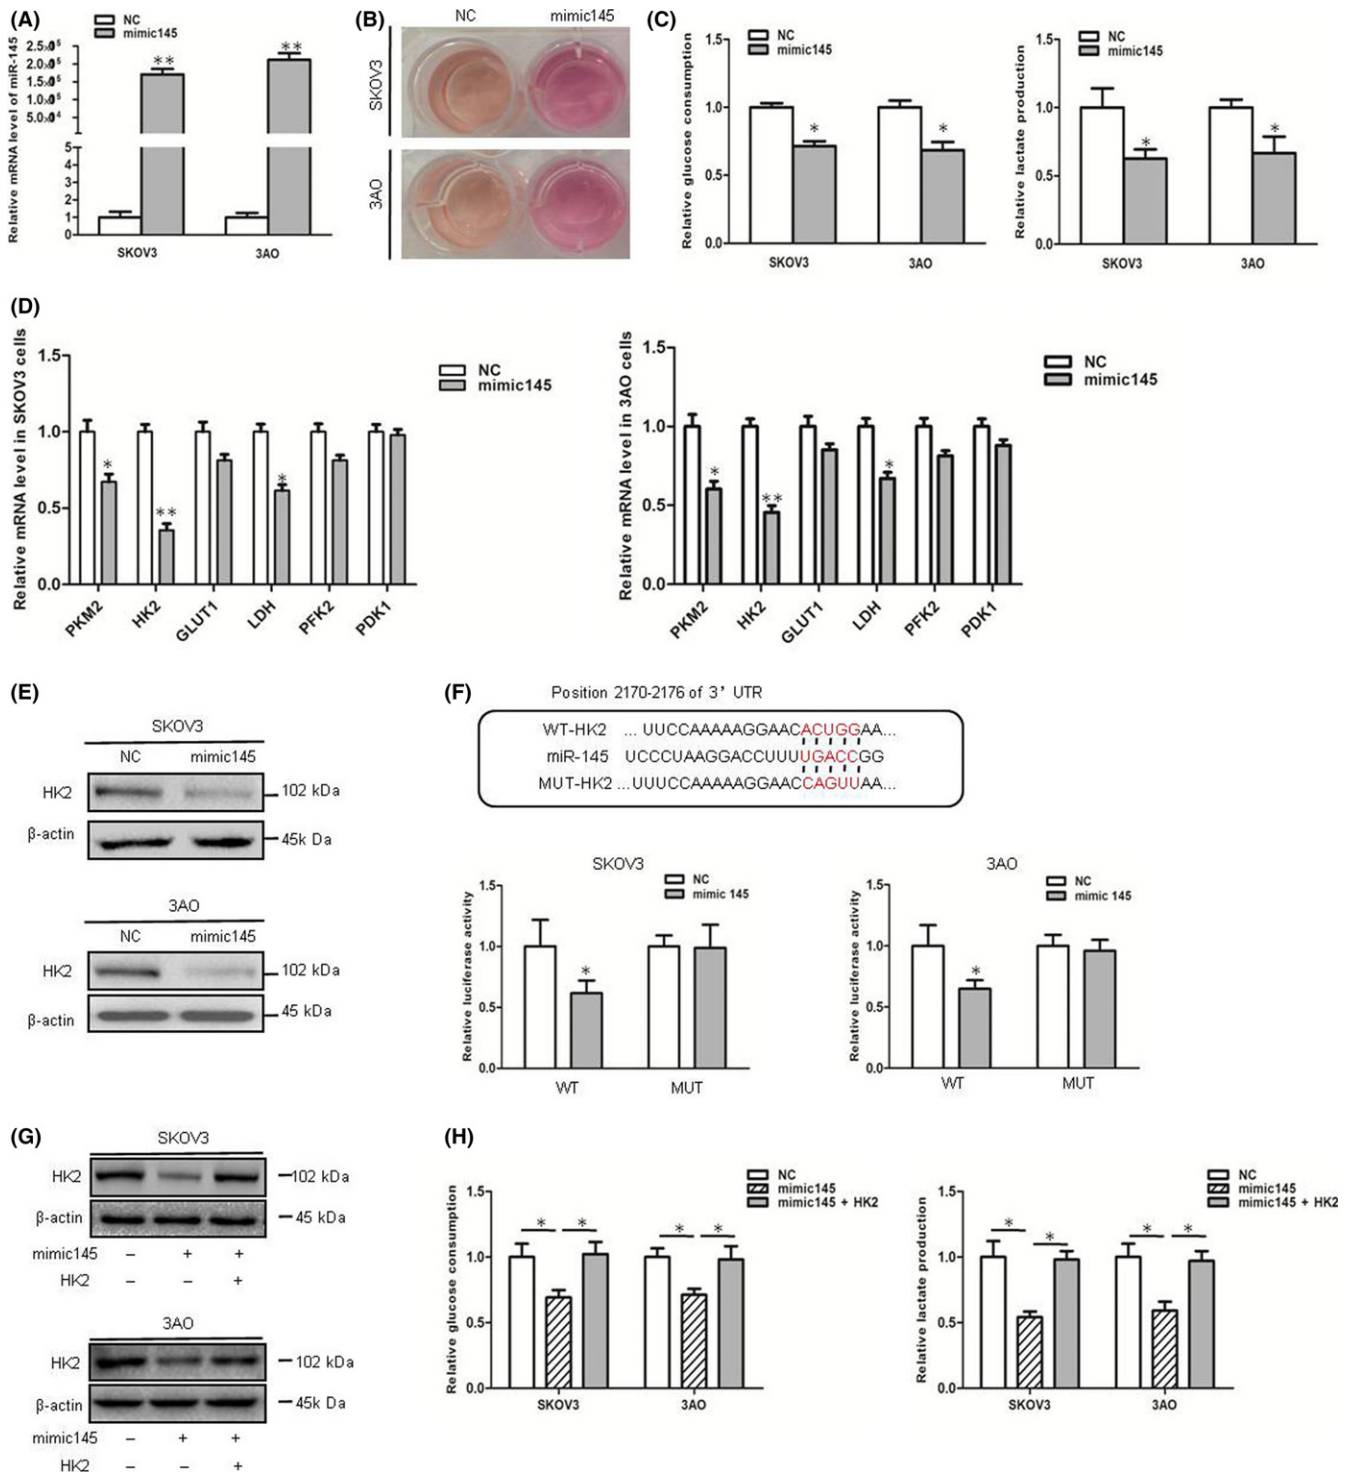 (A)
NC
mimic145
Relative mRNA level of miR-145
5
4
3
2
1
0
** **
SKOV3 3AO
(B)
NC mimic145
SKOV3
3AO
(C)
NC
mimic145
Relative glucose consumption
1.5
1.0
0.5
0.0
* *
SKOV3 3AO
NC
mimic145
Relative lactate production
1.5
1.0
0.5
0.0
* *
SKOV3 3AO
(D)
NC
mimic145
Relative mRNA level in SKOV3 cells
1.5
1.0
0.5
0.0
* ** *
PKM2 HK2 GLUT1 LDH PFK2 PDK1
NC
mimic145
Relative mRNA level in 3AO cells
1.5
1.0
0.5
0.0
* ** *
PKM2 HK2 GLUT1 LDH PFK2 PDK1
(E)
SKOV3
NC mimic145
HK2 102 kDa
β-actin 45k Da
3AO
NC mimic145
HK2 102 kDa
β-actin 45 kDa
(F)
Position 2170-2176 of 3' UTR
WT-HK2 ... UUCCAAAAAGGAACACUGGAA...
miR-145 UCCCUAAGGACCUUUUGACCGG
MUT-HK2 ...UUUCCAAAAAGGAACCAGUUAA...
SKOV3
NC
mimic 145
Relative luciferase activity
1.5
1.0
0.5
0.0
*
WT MUT
3AO
NC
mimic 145
Relative luciferase activity
1.5
1.0
0.5
0.0
*
WT MUT
(G)
SKOV3
HK2 102 kDa
β-actin 45 kDa
mimic145 – + +
HK2 – – +
3AO
HK2 102 kDa
β-actin 45k Da
mimic145 – + +
HK2 – – +
(H)
NC
mimic145
mimic145 + HK2
Relative glucose consumption
1.5
1.0
0.5
0.0
* * * *
SKOV3 3AO
NC
mimic145
mimic145 + HK2
Relative lactate production
1.5
1.0
0.5
0.0
* * * *
SKOV3 3AO